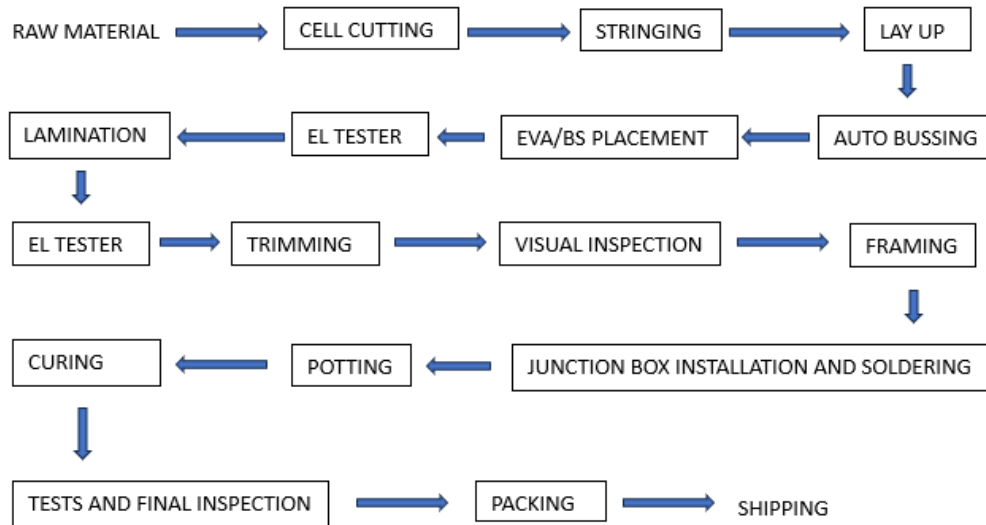 RAW MATERIAL
CELL CUTTING
STRINGING
LAY UP
AUTO BUSSING
EVA/BS PLACEMENT
EL TESTER
LAMINATION
EL TESTER
TRIMMING
VISUAL INSPECTION
FRAMING
JUNCTION BOX INSTALLATION AND SOLDERING
POTTING
CURING
TESTS AND FINAL INSPECTION
PACKING
SHIPPING